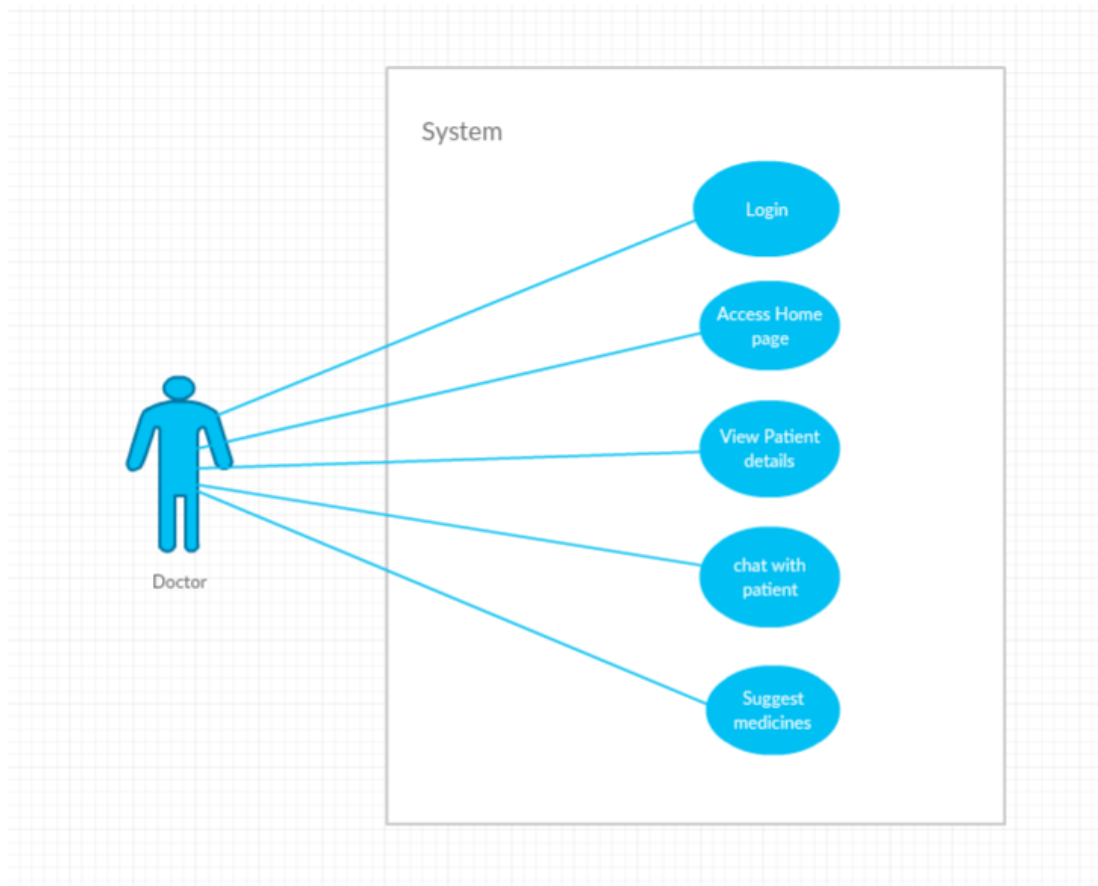 System
Login
Access Home
page
View Patient
details
chat with
patient
Doctor
Suggest
medicines